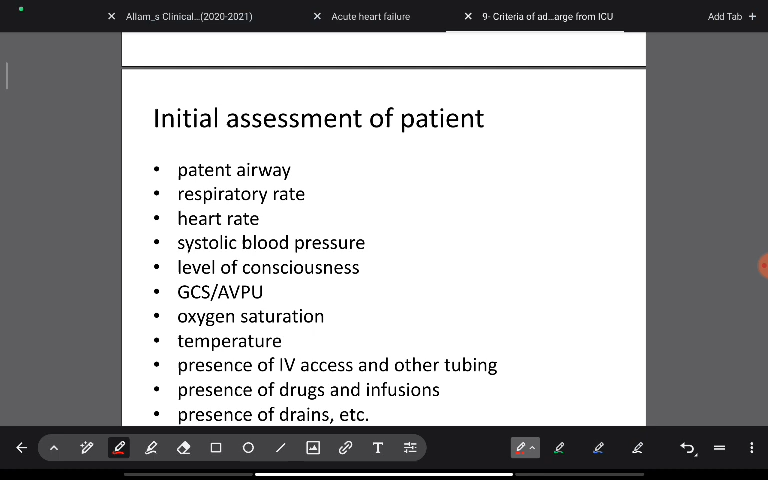 Allam_s Clinical...(2020-2021)
Acute heart failure
9- Criteria of ad...arge from ICU
Add Tab +
Initial assessment of patient
• patent airway
• respiratory rate
• heart rate
• systolic blood pressure
• level of consciousness
• GCS/AVPU
• oxygen saturation
• temperature
• presence of IV access and other tubing
• presence of drugs and infusions
• presence of drains, etc.
T